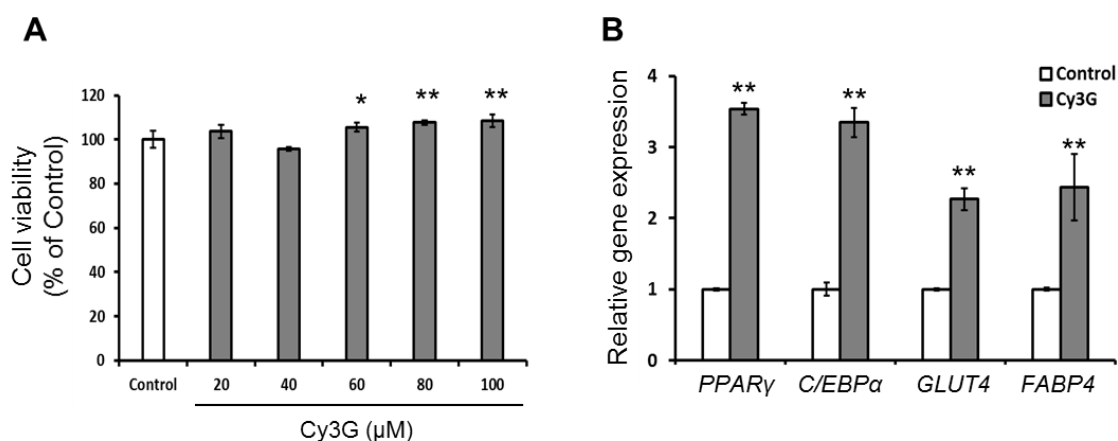 A
Cell viability
(% of Control)
120
100
80
60
40
20
0
* ** **
Control 20 40 60 80 100
Cy3G (μM)
B
Relative gene expression
4
3
2
1
0
** ** ** **
Control
Cy3G
PPARγ C/EBPα GLUT4 FABP4